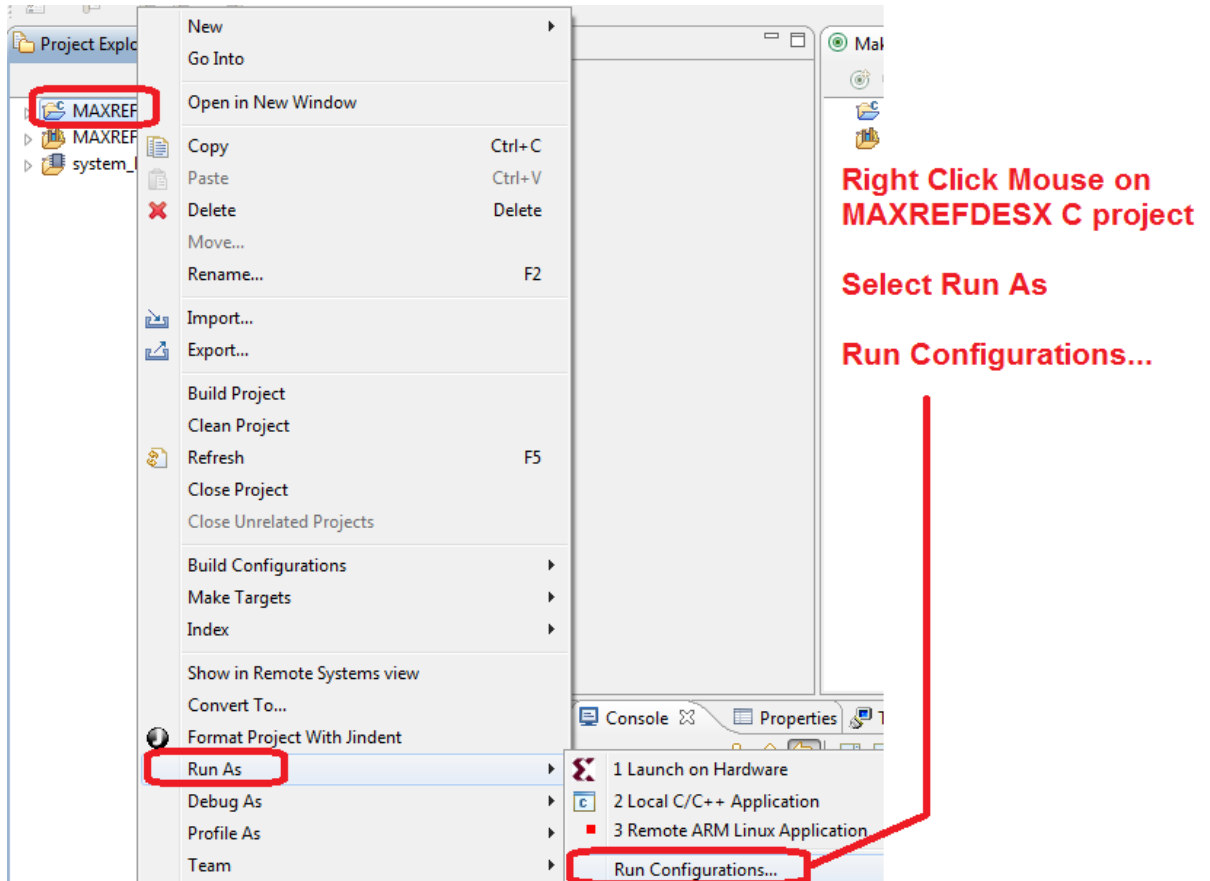 New
Project Explo
Go Into
Mak
Open in New Window
MAXREF
MAXREF
system_
Copy Ctrl+C
Paste Ctrl+V
Delete Delete
Move...
Rename... F2
Import...
Export...
Build Project
Clean Project
Refresh F5
Close Project
Close Unrelated Projects
Build Configurations
Make Targets
Index
Show in Remote Systems view
Convert To...
Format Project With Jindent
Run As
Debug As
Profile As
Team
Console Properties
1 Launch on Hardware
2 Local C/C++ Application
3 Remote ARM Linux Application
Run Configurations...
Right Click Mouse on
MAXREFDESX C project
Select Run As
Run Configurations...